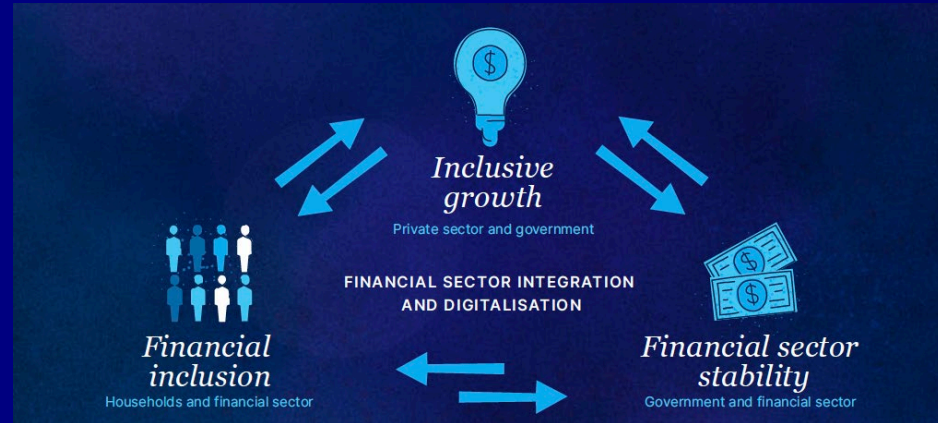 Inclusive
growth
Private sector and government
FINANCIAL SECTOR INTEGRATION
AND DIGITALISATION
Financial
inclusion
Households and financial sector
Financial sector
stability
Government and financial sector
$
$
$